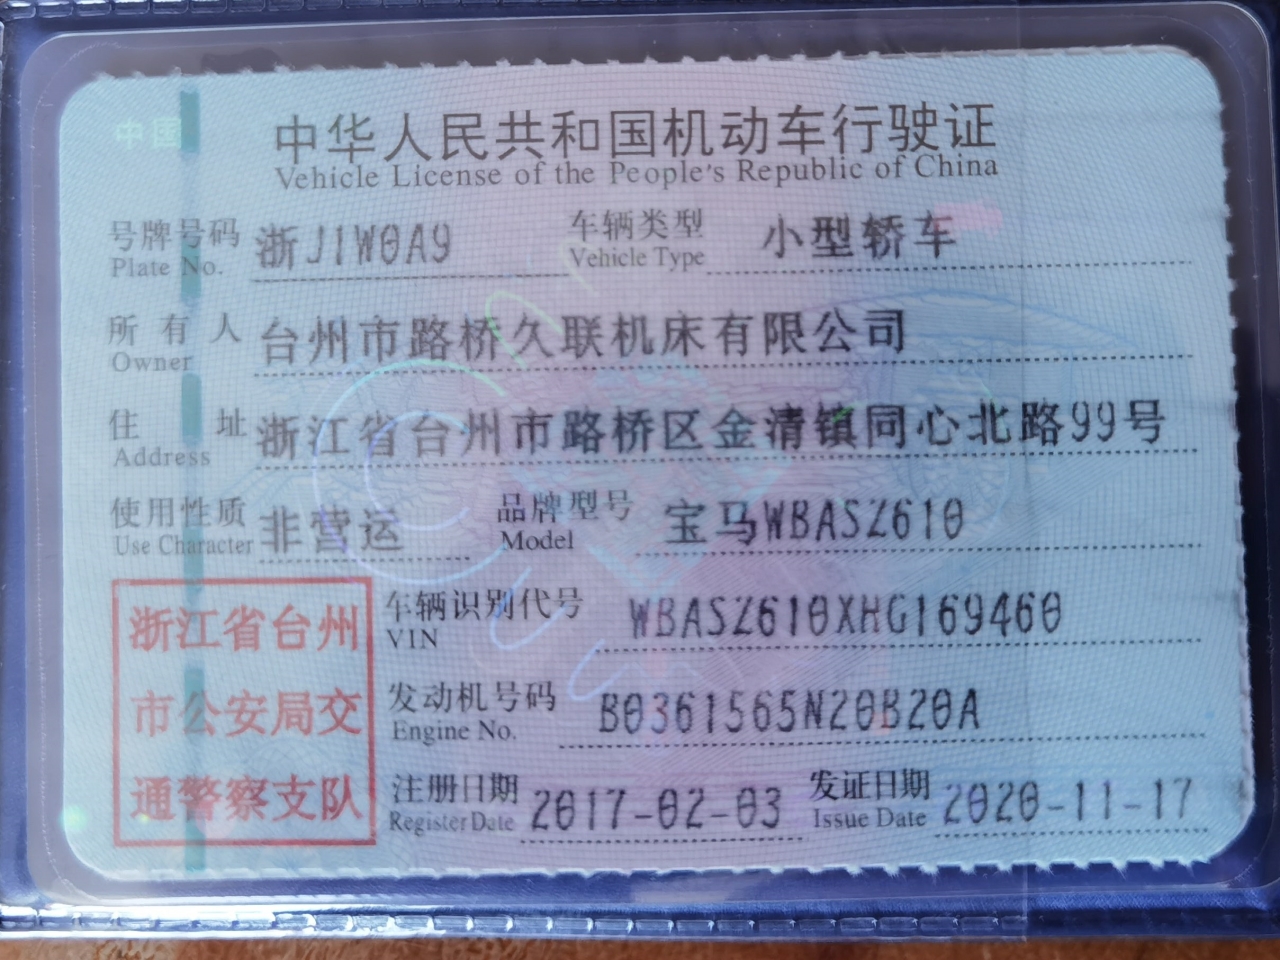 中国
中华人民共和国机动车行驶证
Vehicle License of the People's Republic of China
号牌号码 浙J1W0A9 车辆类型 小型轿车
Plate No. Vehicle Type
所有人 台州市路桥久联机床有限公司
Owner
住址 浙江省台州市路桥区金清镇同心北路99号
Address
使用性质 非营运 品牌型号 宝马WBASZ610
Use Character Model
浙江省台州
市公安局交
通警察支队
车辆识别代号 WBASZ610XHG169460
VIN
发动机号码 B0361565N20B20A
Engine No.
注册日期 2017-02-03 发证日期 2020-11-17
Register Date Issue Date